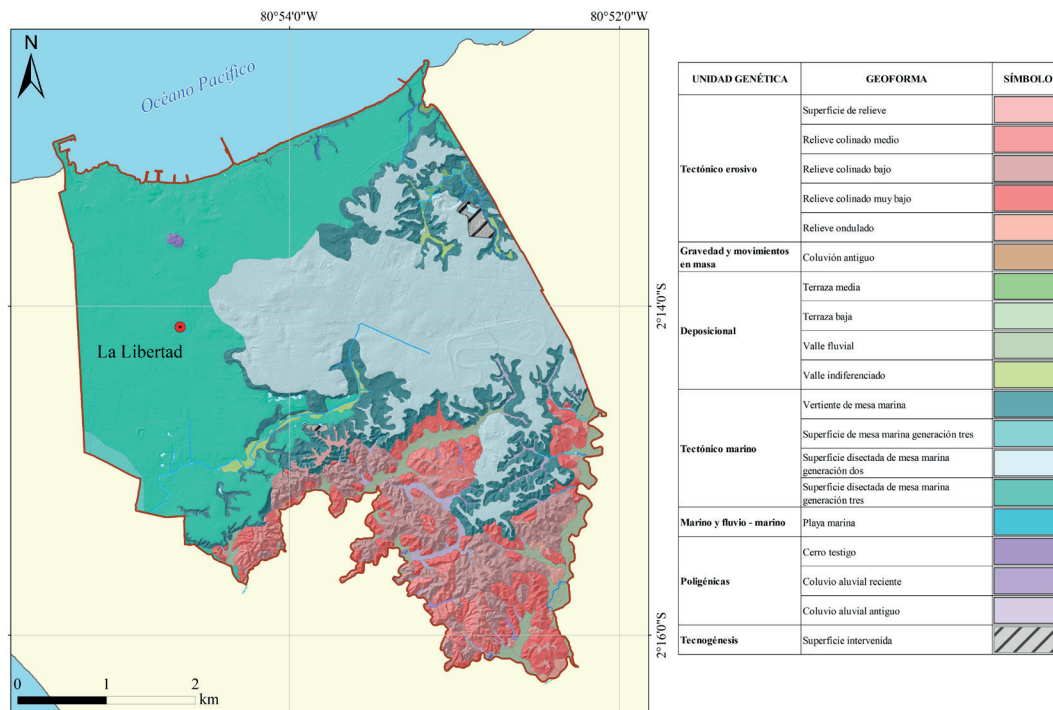 80°54'0"W
80°52'0"W
N
Océano Pacífico
La Libertad
2°14'0"S
2°16'0"S
0 1 2
km
UNIDAD GENÉTICA GEOFORMA SÍMBOLO
Tectónico erosivo
Superficie de relieve
Relieve colinado medio
Relieve colinado bajo
Relieve colinado muy bajo
Relieve ondulado
Gravedad y movimientos
en masa
Coluvión antiguo
Deposicional
Terraza media
Terraza baja
Valle fluvial
Valle indiferenciado
Tectónico marino
Vertiente de mesa marina
Superficie de mesa marina generación tres
Superficie disectada de mesa marina
generación dos
Superficie disectada de mesa marina
generación tres
Marino y fluvio - marino
Playa marina
Poligénicas
Cerro testigo
Coluvio aluvial reciente
Coluvio aluvial antiguo
Tecnogénesis
Superficie intervenida